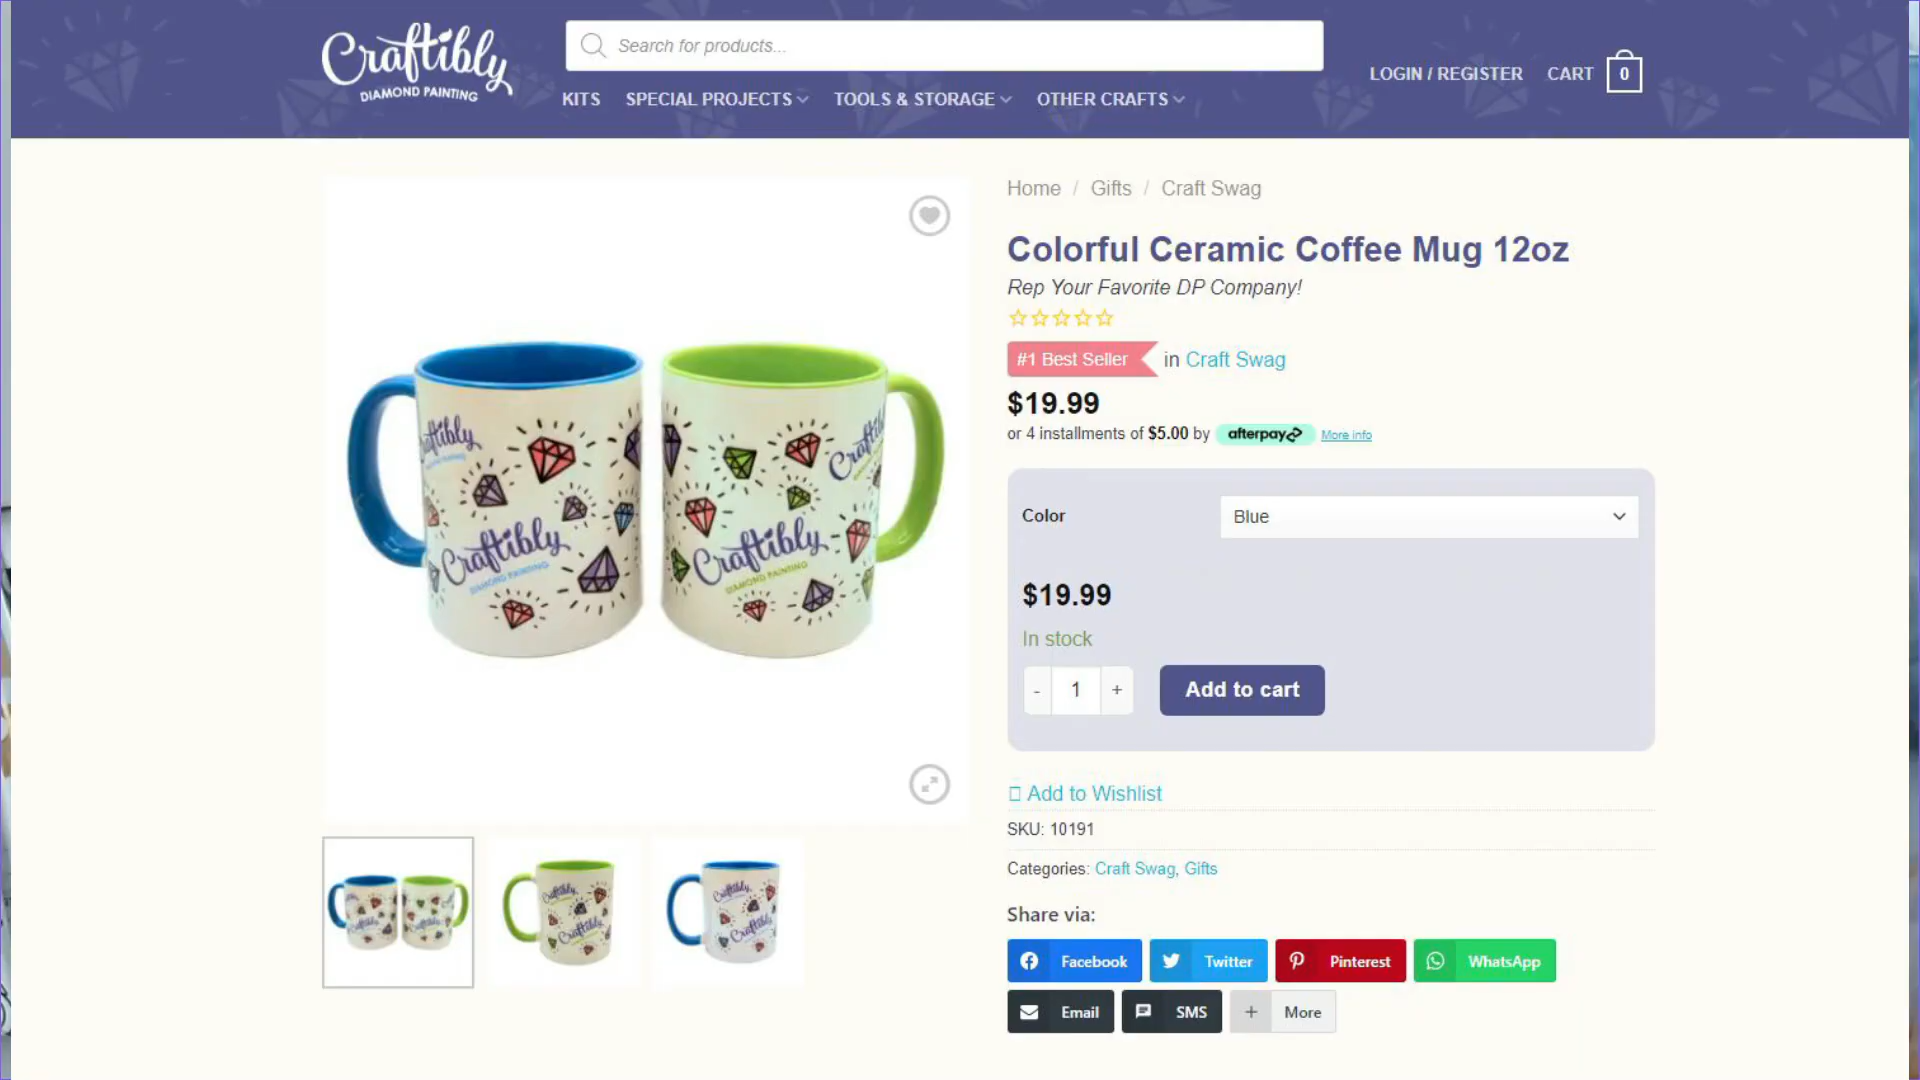 Craftibly
DIAMOND PAINTING
Search for products...
LOGIN / REGISTER
CART
0
KITS
SPECIAL PROJECTS
TOOLS & STORAGE
OTHER CRAFTS
Home / Gifts / Craft Swag
Colorful Ceramic Coffee Mug 12oz
Rep Your Favorite DP Company!
#1 Best Seller in Craft Swag
$19.99
or 4 installments of $5.00 by afterpay More info
Color
Blue
$19.99
In stock
- 1 +
Add to cart
Craftibly
DIAMOND PAINTING
Craftibly
DIAMOND PAINTING
Add to Wishlist
SKU: 10191
Categories: Craft Swag, Gifts
Share via:
Facebook
Twitter
Pinterest
WhatsApp
Email
SMS
+ More